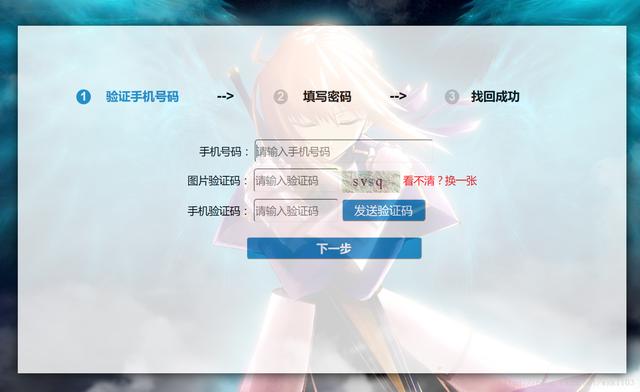 1 验证手机号码 --> 2 填写密码 --> 3 找回成功
手机号码： 请输入手机号码
图片验证码： 请输入验证码 svsq 看不清？换一张
手机验证码： 请输入验证码 发送验证码
下一步